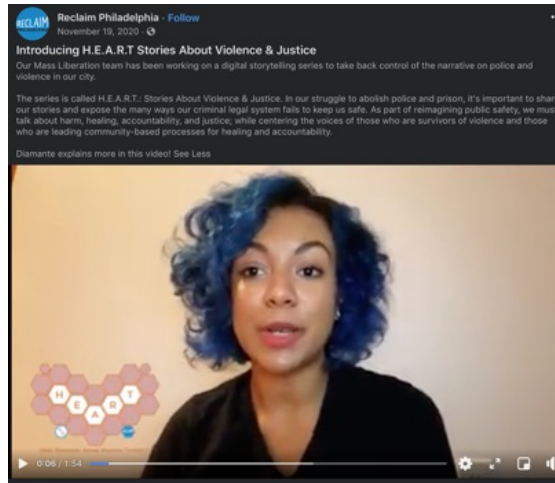 RECLAIM
Reclaim Philadelphia · Follow
November 19, 2020 ·
Introducing H.E.A.R.T Stories About Violence & Justice
Our Mass Liberation team has been working on a digital storytelling series to take back control of the narrative on police and
violence in our city.
The series is called H.E.A.R.T.: Stories About Violence & Justice. In our struggle to abolish police and prison, it's important to shar
our stories and expose the many ways our criminal legal system fails to keep us safe. As part of reimagining public safety, we mus
talk about harm, healing, accountability, and justice; while centering the voices of those who are survivors of violence and those
who are leading community-based processes for healing and accountability.
Diamante explains more in this video! See Less
H E A R T
0:06 / 1:54